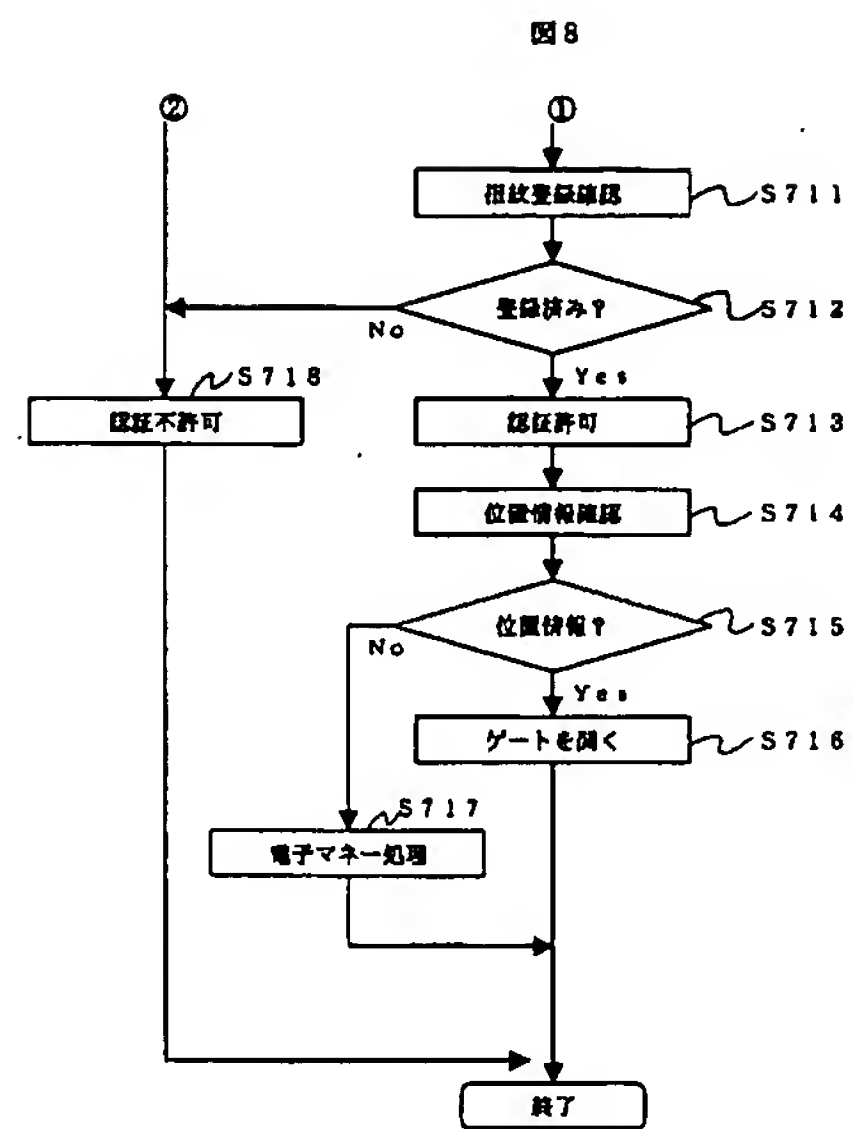 図8
② ①
指紋登録確認 S711
登録済み? S712
No
Yes
S718
認証不許可
認証許可 S713
位置情報確認 S714
位置情報? S715
No
Yes
ゲートを開く S716
S717
電子マネー処理
終了